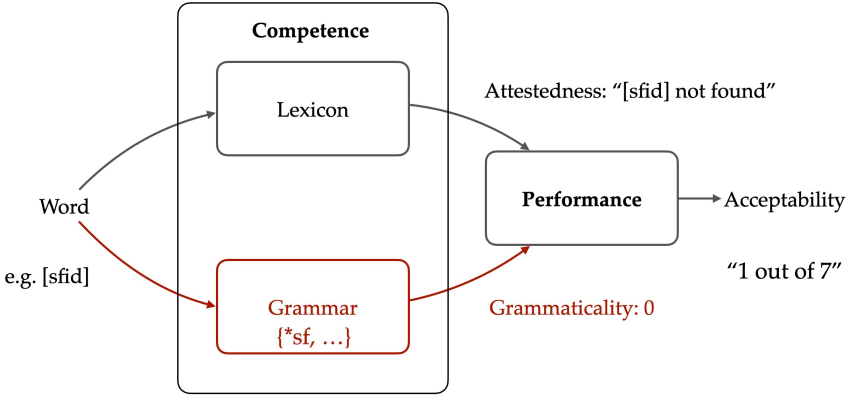 Competence
Lexicon
Attestedness: “[sfid] not found”
Word
e.g. [sfid]
Performance
Acceptability
“1 out of 7”
Grammar
{*sf, …}
Grammaticality: 0